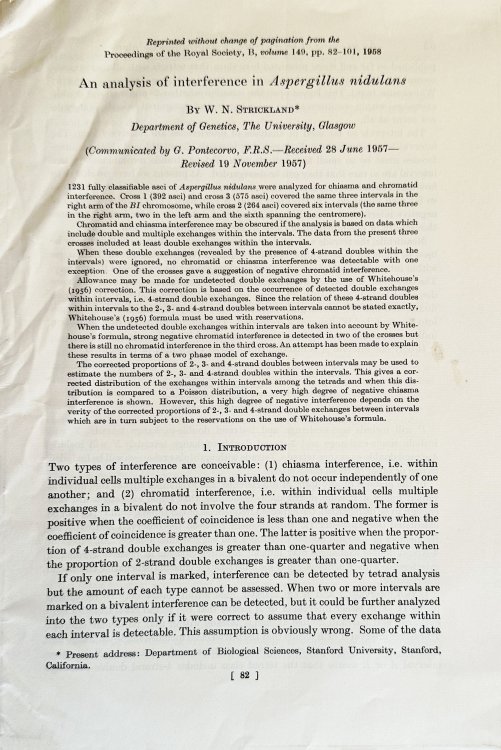 Reprinted without change of pagination from the
Proceedings of the Royal Society, B, volume 149, pp. 82–101, 1958
An analysis of interference in Aspergillus nidulans
By W. N. Strickland*
Department of Genetics, The University, Glasgow
(Communicated by G. Pontecorvo, F.R.S.—Received 28 June 1957—
Revised 19 November 1957)
1231 fully classifiable asci of Aspergillus nidulans were analyzed for chiasma and chromatid
interference. Cross 1 (392 asci) and cross 3 (575 asci) covered the same three intervals in the
right arm of the BI chromosome, while cross 2 (264 asci) covered six intervals (the same three
in the right arm, two in the left arm and the sixth spanning the centromere).
Chromatid and chiasma interference may be obscured if the analysis is based on data which
include double and multiple exchanges within the intervals. The data from the present three
crosses included at least double exchanges within the intervals.
When these double exchanges (revealed by the presence of 4-strand doubles within the
intervals) were ignored, no chromatid or chiasma interference was detectable with one
exception. One of the crosses gave a suggestion of negative chromatid interference.
Allowance may be made for undetected double exchanges by the use of Whitehouse's
(1956) correction. This correction is based on the occurrence of detected double exchanges
within intervals, i.e. 4-strand double exchanges. Since the relation of these 4-strand doubles
within intervals to the 2-, 3- and 4-strand doubles between intervals cannot be stated exactly,
Whitehouse's (1956) formula must be used with reservations.
When the undetected double exchanges within intervals are taken into account by White-
house's formula, strong negative chromatid interference is detected in two of the crosses but
there is still no chromatid interference in the third cross. An attempt has been made to explain
these results in terms of a two phase model of exchange.
The corrected proportions of 2-, 3- and 4-strand doubles between intervals may be used to
estimate the numbers of 2-, 3- and 4-strand doubles within the intervals. This gives a cor-
rected distribution of the exchanges within intervals among the tetrads and when this dis-
tribution is compared to a Poisson distribution, a very high degree of negative chiasma
interference is shown. However, this high degree of negative interference depends on the
verity of the corrected proportions of 2-, 3- and 4-strand double exchanges between intervals
which are in turn subject to the reservations on the use of Whitehouse's formula.
1. Introduction
Two types of interference are conceivable: (1) chiasma interference, i.e. within
individual cells multiple exchanges in a bivalent do not occur independently of one
another; and (2) chromatid interference, i.e. within individual cells multiple
exchanges in a bivalent do not involve the four strands at random. The former is
positive when the coefficient of coincidence is less than one and negative when the
coefficient of coincidence is greater than one. The latter is positive when the propor-
tion of 4-strand double exchanges is greater than one-quarter and negative when
the proportion of 2-strand double exchanges is greater than one-quarter.
If only one interval is marked, interference can be detected by tetrad analysis
but the amount of each type cannot be assessed. When two or more intervals are
marked on a bivalent interference can be detected, but it could be further analyzed
into the two types only if it were correct to assume that every exchange within
each interval is detectable. This assumption is obviously wrong. Some of the data
* Present address: Department of Biological Sciences, Stanford University, Stanford,
California.
[ 82 ]